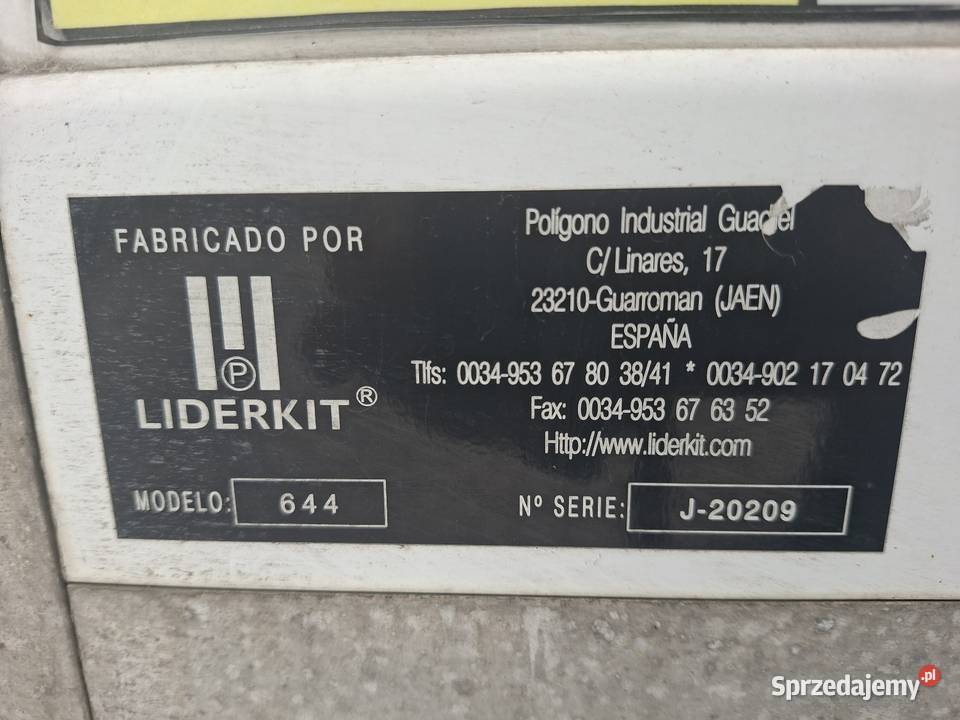 FABRICADO POR
P
LIDERKIT®
MODELO: 644
Polígono Industrial Guadiel
C/ Linares, 17
23210-Guarroman (JAEN)
ESPAÑA
Tlfs: 0034-953 67 80 38/41 * 0034-902 17 04 72
Fax: 0034-953 67 63 52
Http://www.liderkit.com
Nº SERIE: J-20209
Sprzedajemy .pl